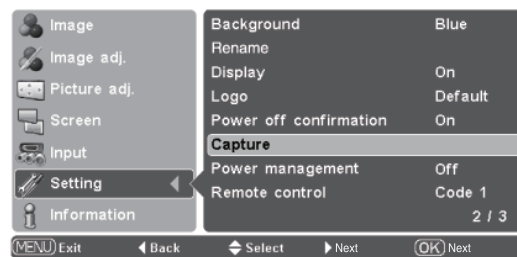 Image
Image adj.
Picture adj.
Screen
Input
Setting
Information
Background Blue
Rename
Display On
Logo Default
Power off confirmation On
Capture
Power management Off
Remote control Code 1
2 / 3
MENU Exit Back Select Next OK Next